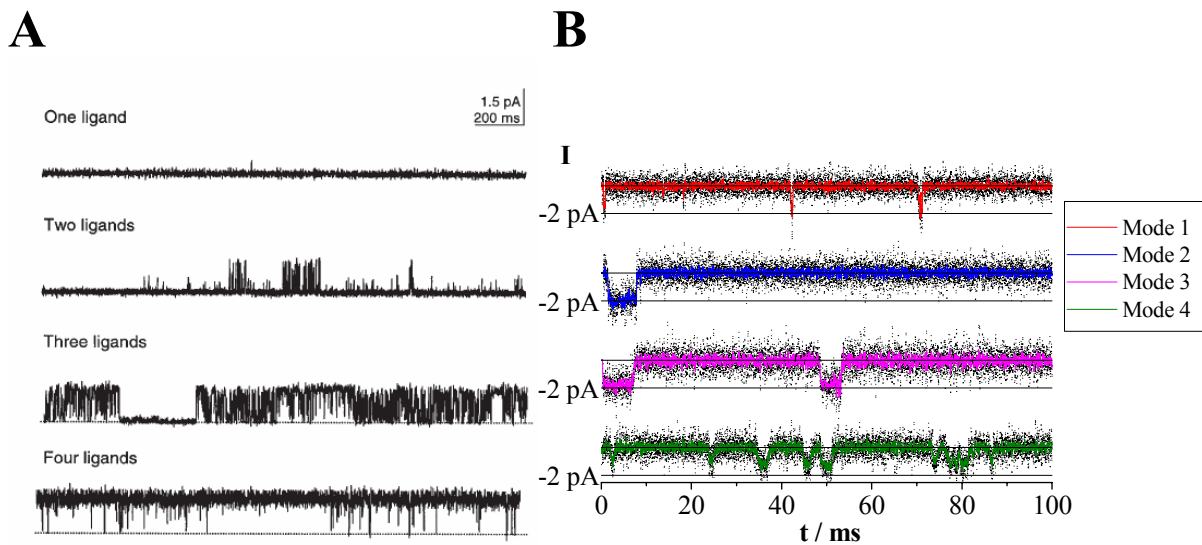 A
B
1.5 pA
200 ms
One ligand
Two ligands
Three ligands
Four ligands
I
-2 pA
-2 pA
-2 pA
-2 pA
0 20 40 60 80 100
t / ms
Mode 1
Mode 2
Mode 3
Mode 4